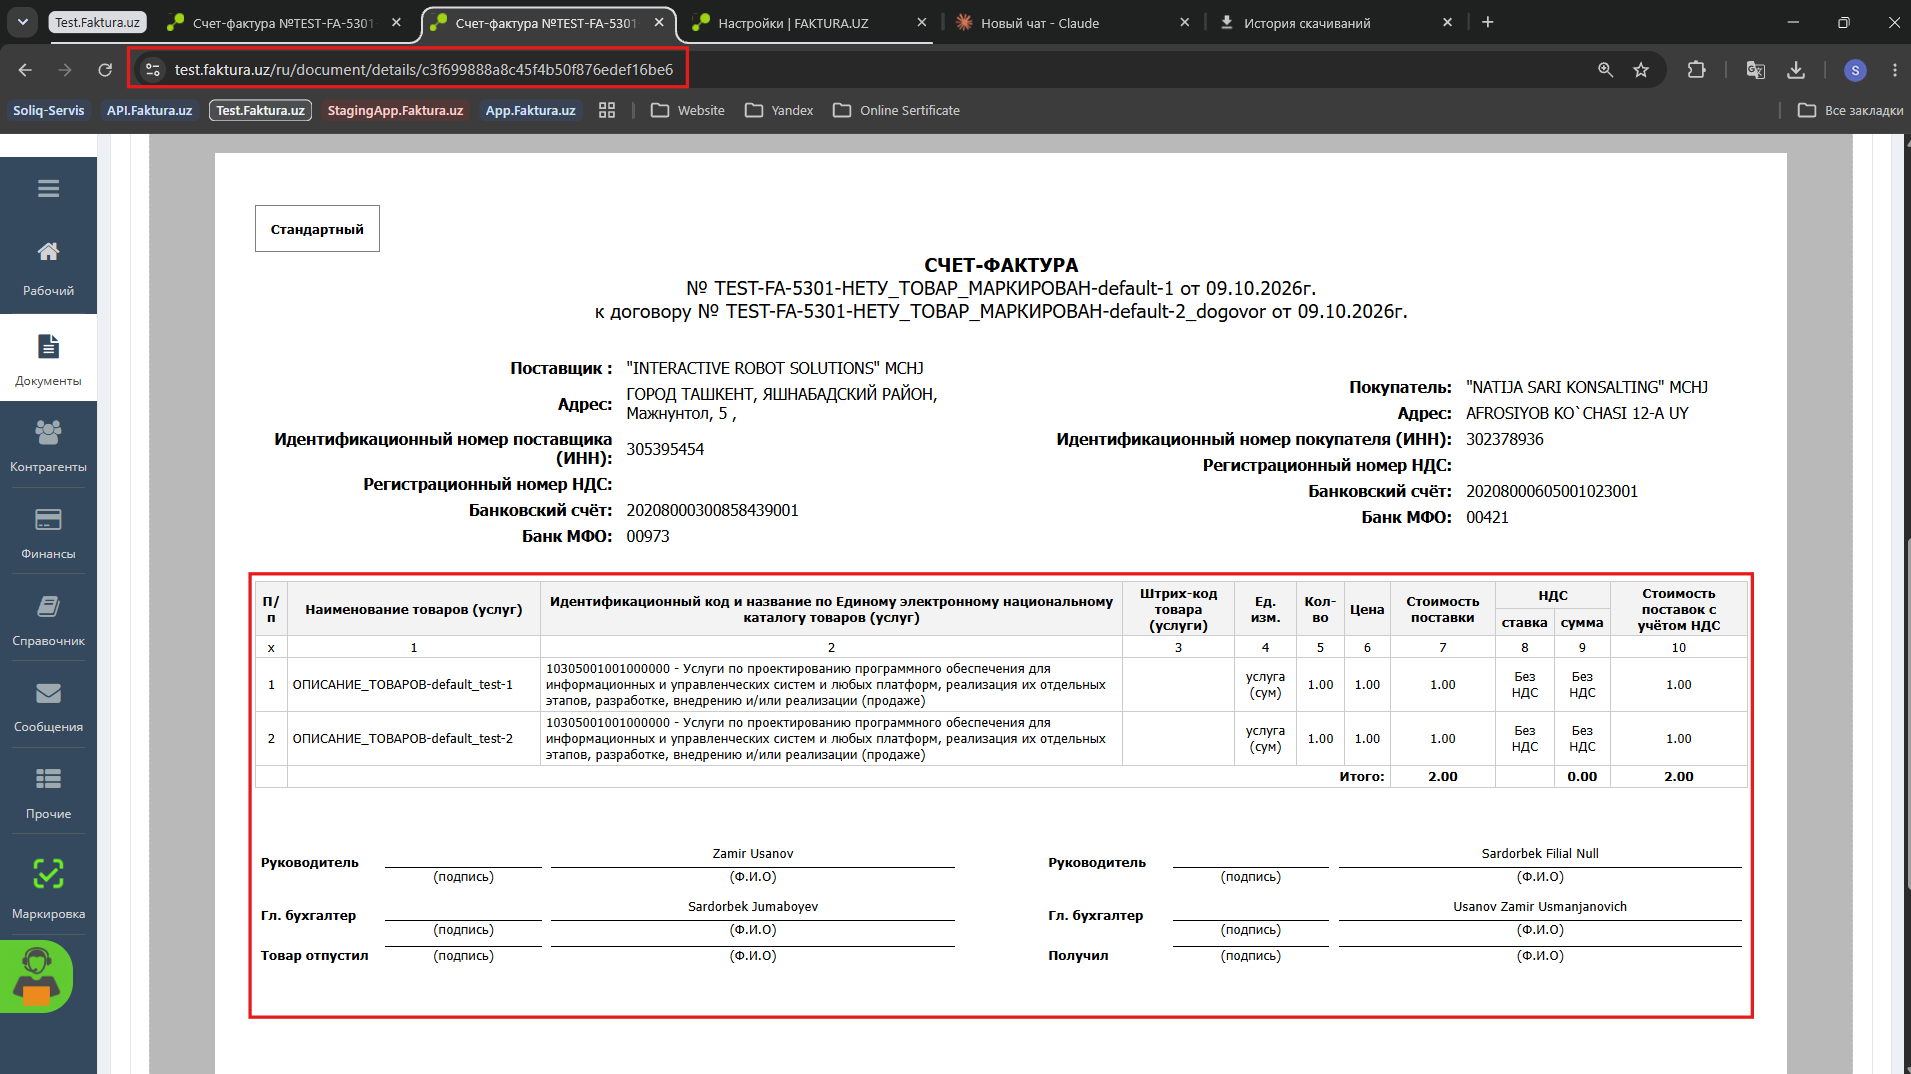 Test.Faktura.uz
Счет-фактура №TEST-FA-5301-
Счет-фактура №TEST-FA-5301-
Настройки | FAKTURA.UZ
Новый чат - Claude
История скачиваний
test.faktura.uz/ru/document/details/c3f699888a8c45f4b50f876edef16be6
S
Soliq-Servis
API.Faktura.uz
Test.Faktura.uz
StagingApp.Faktura.uz
App.Faktura.uz
Website
Yandex
Online Sertificate
Все закладки
Рабочий
Документы
Контрагенты
Финансы
Справочник
Сообщения
Прочие
Маркировка
Стандартный
СЧЕТ-ФАКТУРА
№ TEST-FA-5301-НЕТУ_ТОВАР_МАРКИРОВАН-default-1 от 09.10.2026г.
к договору № TEST-FA-5301-НЕТУ_ТОВАР_МАРКИРОВАН-default-2_dogovor от 09.10.2026г.
Поставщик : "INTERACTIVE ROBOT SOLUTIONS" MCHJ
Адрес: ГОРОД ТАШКЕНТ, ЯШНАБАДСКИЙ РАЙОН,
Мажнунтол, 5 ,
Идентификационный номер поставщика
(ИНН): 305395454
Регистрационный номер НДС:
Банковский счёт: 20208000300858439001
Банк МФО: 00973
Покупатель: "NATIJA SARI KONSALTING" MCHJ
Адрес: AFROSIYOB KO`CHASI 12-A UY
Идентификационный номер покупателя (ИНН): 302378936
Регистрационный номер НДС:
Банковский счёт: 20208000605001023001
Банк МФО: 00421
П/
п
Наименование товаров (услуг)
Идентификационный код и название по Единому электронному национальному
каталогу товаров (услуг)
Штрих-код
товара
(услуги)
Ед.
изм.
Кол-
во
Цена
Стоимость
поставки
НДС
ставка
сумма
Стоимость
поставок с
учётом НДС
x 1 2 3 4 5 6 7 8 9 10
1
ОПИСАНИЕ_ТОВАРОВ-default_test-1
10305001001000000 - Услуги по проектированию программного обеспечения для
информационных и управленческих систем и любых платформ, реализация их отдельных
этапов, разработке, внедрению и/или реализации (продаже)
услуга
(сум)
1.00
1.00
1.00
Без
НДС
Без
НДС
1.00
2
ОПИСАНИЕ_ТОВАРОВ-default_test-2
10305001001000000 - Услуги по проектированию программного обеспечения для
информационных и управленческих систем и любых платформ, реализация их отдельных
этапов, разработке, внедрению и/или реализации (продаже)
услуга
(сум)
1.00
1.00
1.00
Без
НДС
Без
НДС
1.00
Итого: 2.00 0.00 2.00
Руководитель
Zamir Usanov
(подпись) (Ф.И.О)
Гл. бухгалтер
Sardorbek Jumaboyev
(подпись) (Ф.И.О)
Товар отпустил (подпись) (Ф.И.О)
Руководитель
Sardorbek Filial Null
(подпись) (Ф.И.О)
Гл. бухгалтер
Usanov Zamir Usmanjanovich
(подпись) (Ф.И.О)
Получил (подпись) (Ф.И.О)